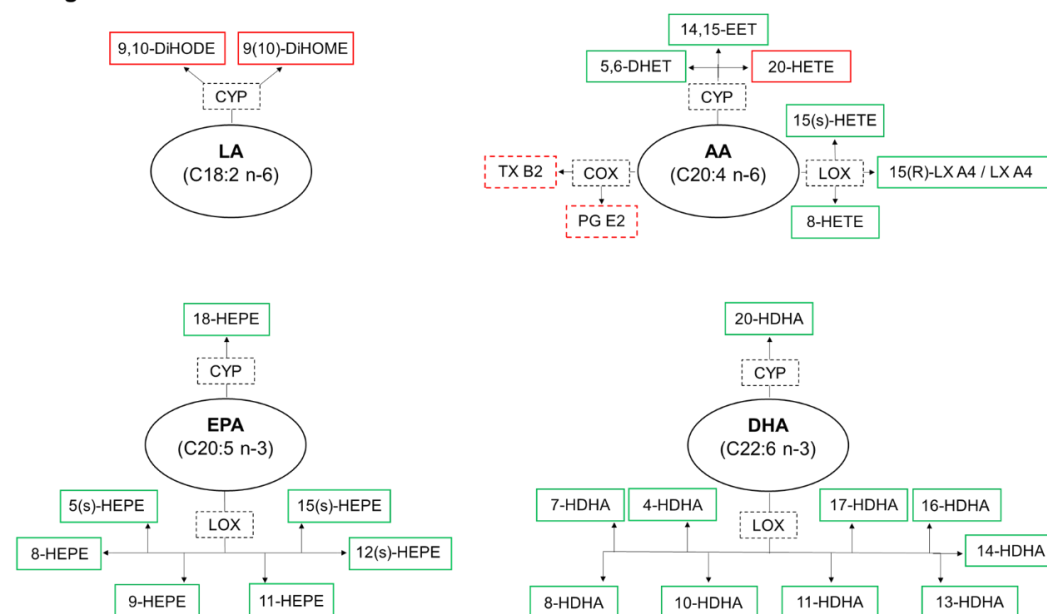 9,10-DiHODE
9(10)-DiHOME
CYP
LA
(C18:2 n-6)
14,15-EET
5,6-DHET
20-HETE
CYP
15(s)-HETE
AA
(C20:4 n-6)
TX B2
COX
LOX
15(R)-LX A4 / LX A4
PG E2
8-HETE
18-HEPE
CYP
EPA
(C20:5 n-3)
5(s)-HEPE
15(s)-HEPE
LOX
8-HEPE
12(s)-HEPE
9-HEPE
11-HEPE
20-HDHA
CYP
DHA
(C22:6 n-3)
7-HDHA
4-HDHA
17-HDHA
16-HDHA
LOX
14-HDHA
8-HDHA
10-HDHA
11-HDHA
13-HDHA